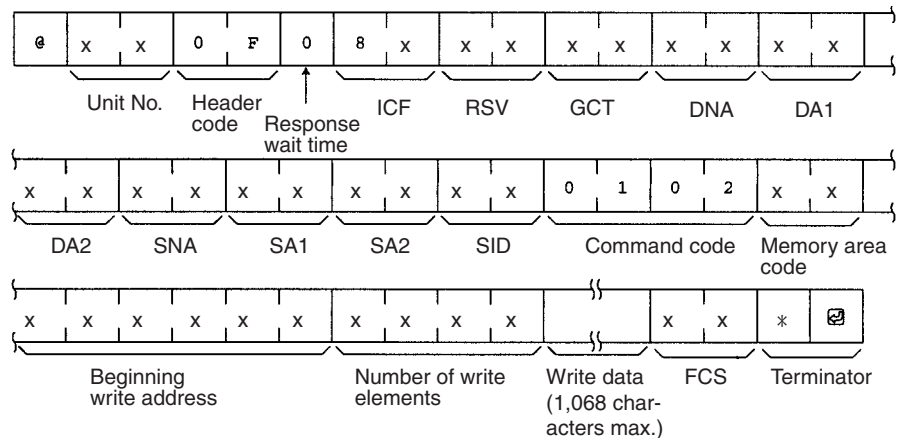 @ x x 0 F 0 8 x x x x x x x x x
Unit No. Header code Response wait time ICF RSV GCT DNA DA1
x x x x x x x x x x 0 1 0 2 x x
DA2 SNA SA1 SA2 SID Command code Memory area code
x x x x x x x x x x x x * ↵
Beginning write address Number of write elements Write data (1,068 char-
acters max.) FCS Terminator